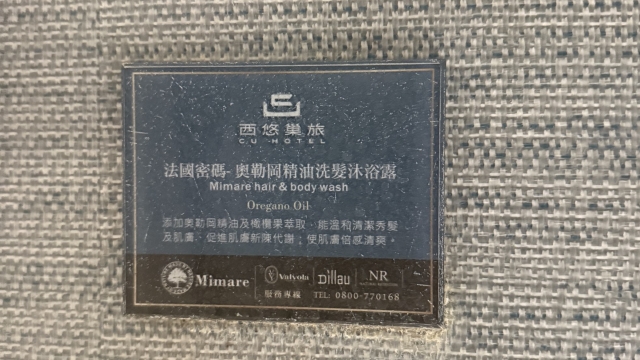 西悠巢旅
CU HOTEL
法國密碼-奧勒岡精油洗髮沐浴露
Mimare hair & body wash
Oregano Oil
添加奧勒岡精油及橄欖果萃取，能溫和清潔秀髮
及肌膚，促進肌膚新陳代謝；使肌膚倍感清爽。
Mimare
Dillau
NR
服務專線 TEL: 0800-770168